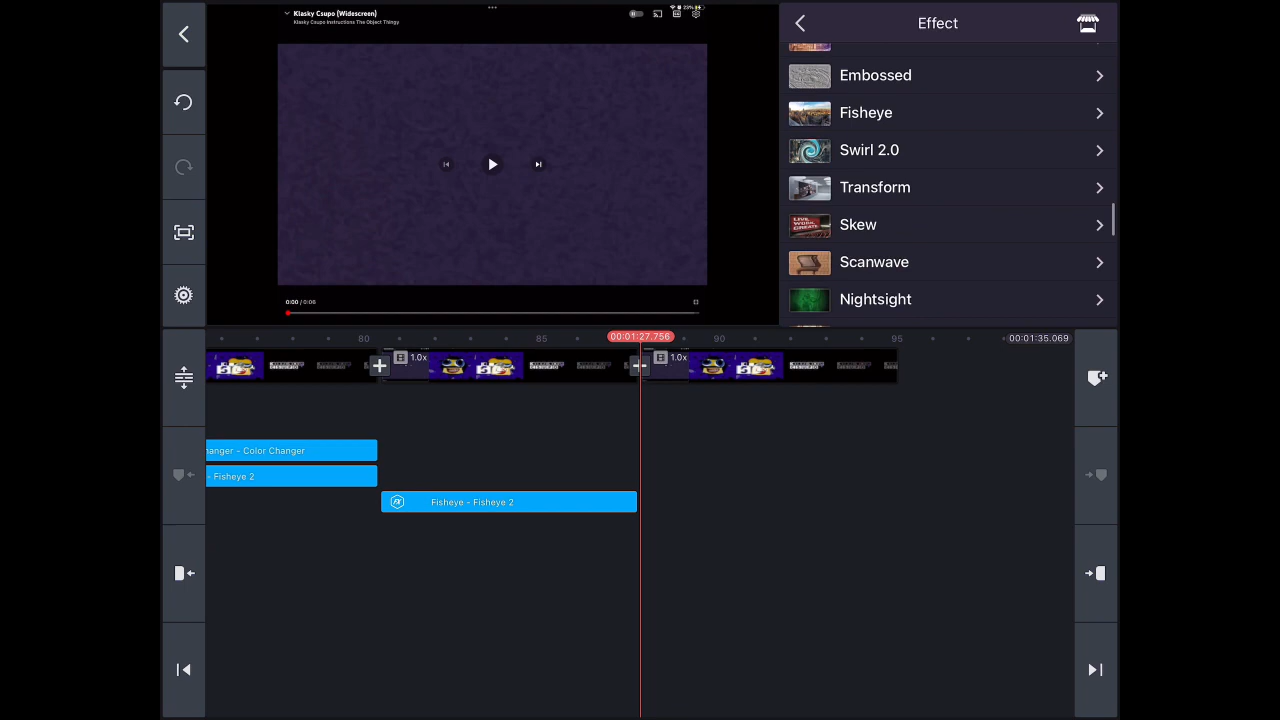 Klasky Csupo [Widescreen]
Klasky Csupo Instructions The Object Thingy
23%
0:00 / 0:06
Effect
Embossed
Fisheye
Swirl 2.0
Transform
Skew
Scanwave
Nightsight
80
85
00:01:27.756
90
95
00:01:35.069
1.0x
1.0x
hanger - Color Changer
- Fisheye 2
Fisheye - Fisheye 2